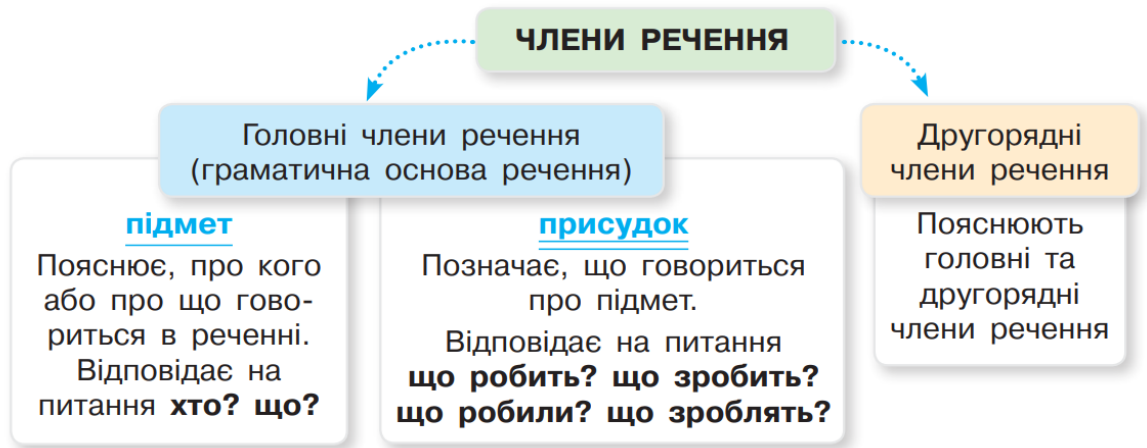 ЧЛЕНИ РЕЧЕННЯ
Головні члени речення
(граматична основа речення)
підмет
Пояснює, про кого
або про що гово-
риться в реченні.
Відповідає на
питання хто? що?
присудок
Позначає, що говориться
про підмет.
Відповідає на питання
що робить? що зробить?
що робили? що зроблять?
Другорядні
члени речення
Пояснюють
головні та
другорядні
члени речення